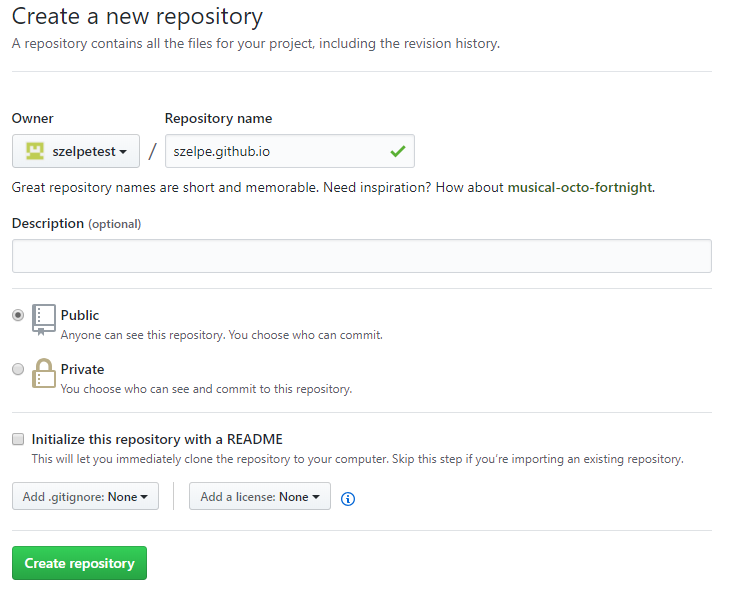 Create a new repository
A repository contains all the files for your project, including the revision history.
Owner Repository name
szelpetest / szelpe.github.io
Great repository names are short and memorable. Need inspiration? How about musical-octo-fortnight.
Description (optional)
Public
Anyone can see this repository. You choose who can commit.
Private
You choose who can see and commit to this repository.
Initialize this repository with a README
This will let you immediately clone the repository to your computer. Skip this step if you're importing an existing repository.
Add .gitignore: None Add a license: None
Create repository